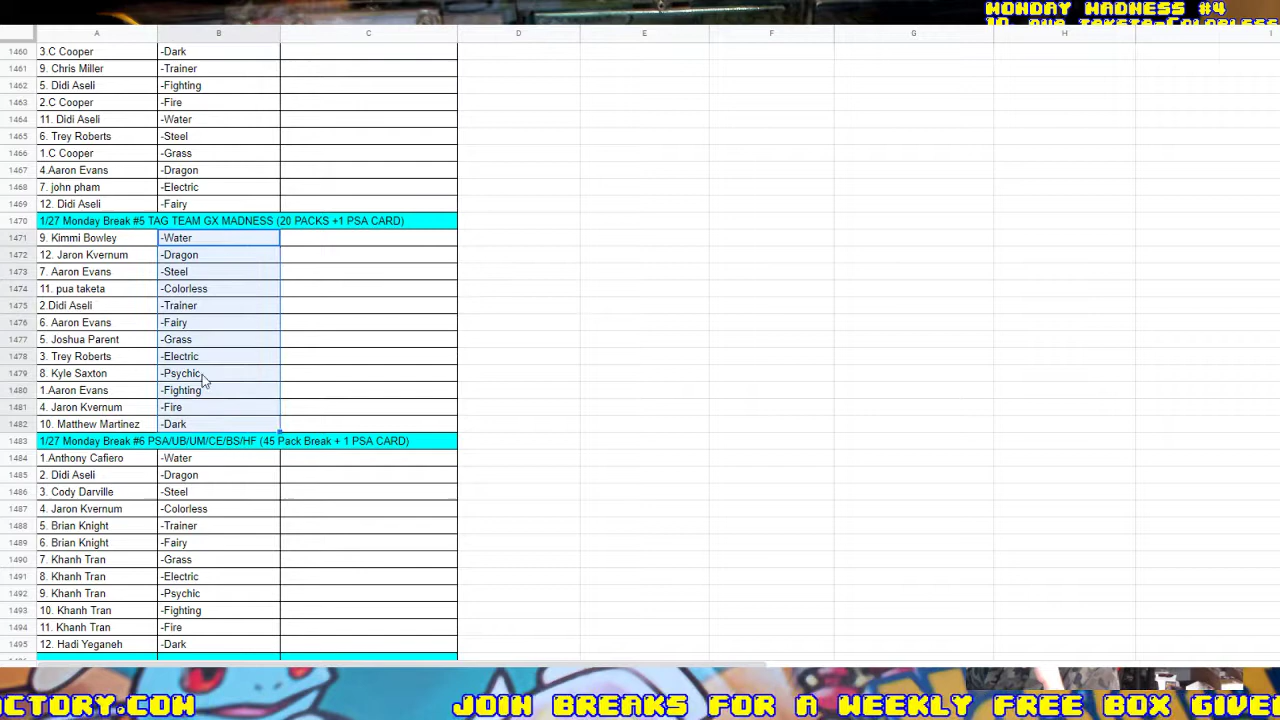 MONDAY MADNESS #4
10. pua taketa-Colorless
A B C D E F G H I
1460 3.C Cooper -Dark
1461 9. Chris Miller -Trainer
1462 5. Didi Aseli -Fighting
1463 2.C Cooper -Fire
1464 11. Didi Aseli -Water
1465 6. Trey Roberts -Steel
1466 1.C Cooper -Grass
1467 4.Aaron Evans -Dragon
1468 7. john pham -Electric
1469 12. Didi Aseli -Fairy
1470 1/27 Monday Break #5 TAG TEAM GX MADNESS (20 PACKS +1 PSA CARD)
1471 9. Kimmi Bowley -Water
1472 12. Jaron Kvernum -Dragon
1473 7. Aaron Evans -Steel
1474 11. pua taketa -Colorless
1475 2.Didi Aseli -Trainer
1476 6. Aaron Evans -Fairy
1477 5. Joshua Parent -Grass
1478 3. Trey Roberts -Electric
1479 8. Kyle Saxton -Psychic
1480 1.Aaron Evans -Fighting
1481 4. Jaron Kvernum -Fire
1482 10. Matthew Martinez -Dark
1483 1/27 Monday Break #6 PSA/UB/UM/CE/BS/HF (45 Pack Break + 1 PSA CARD)
1484 1.Anthony Cafiero -Water
1485 2. Didi Aseli -Dragon
1486 3. Cody Darville -Steel
1487 4. Jaron Kvernum -Colorless
1488 5. Brian Knight -Trainer
1489 6. Brian Knight -Fairy
1490 7. Khanh Tran -Grass
1491 8. Khanh Tran -Electric
1492 9. Khanh Tran -Psychic
1493 10. Khanh Tran -Fighting
1494 11. Khanh Tran -Fire
1495 12. Hadi Yeganeh -Dark
CTORY.COM JOIN BREAKS FOR A WEEKLY FREE BOX GIVE